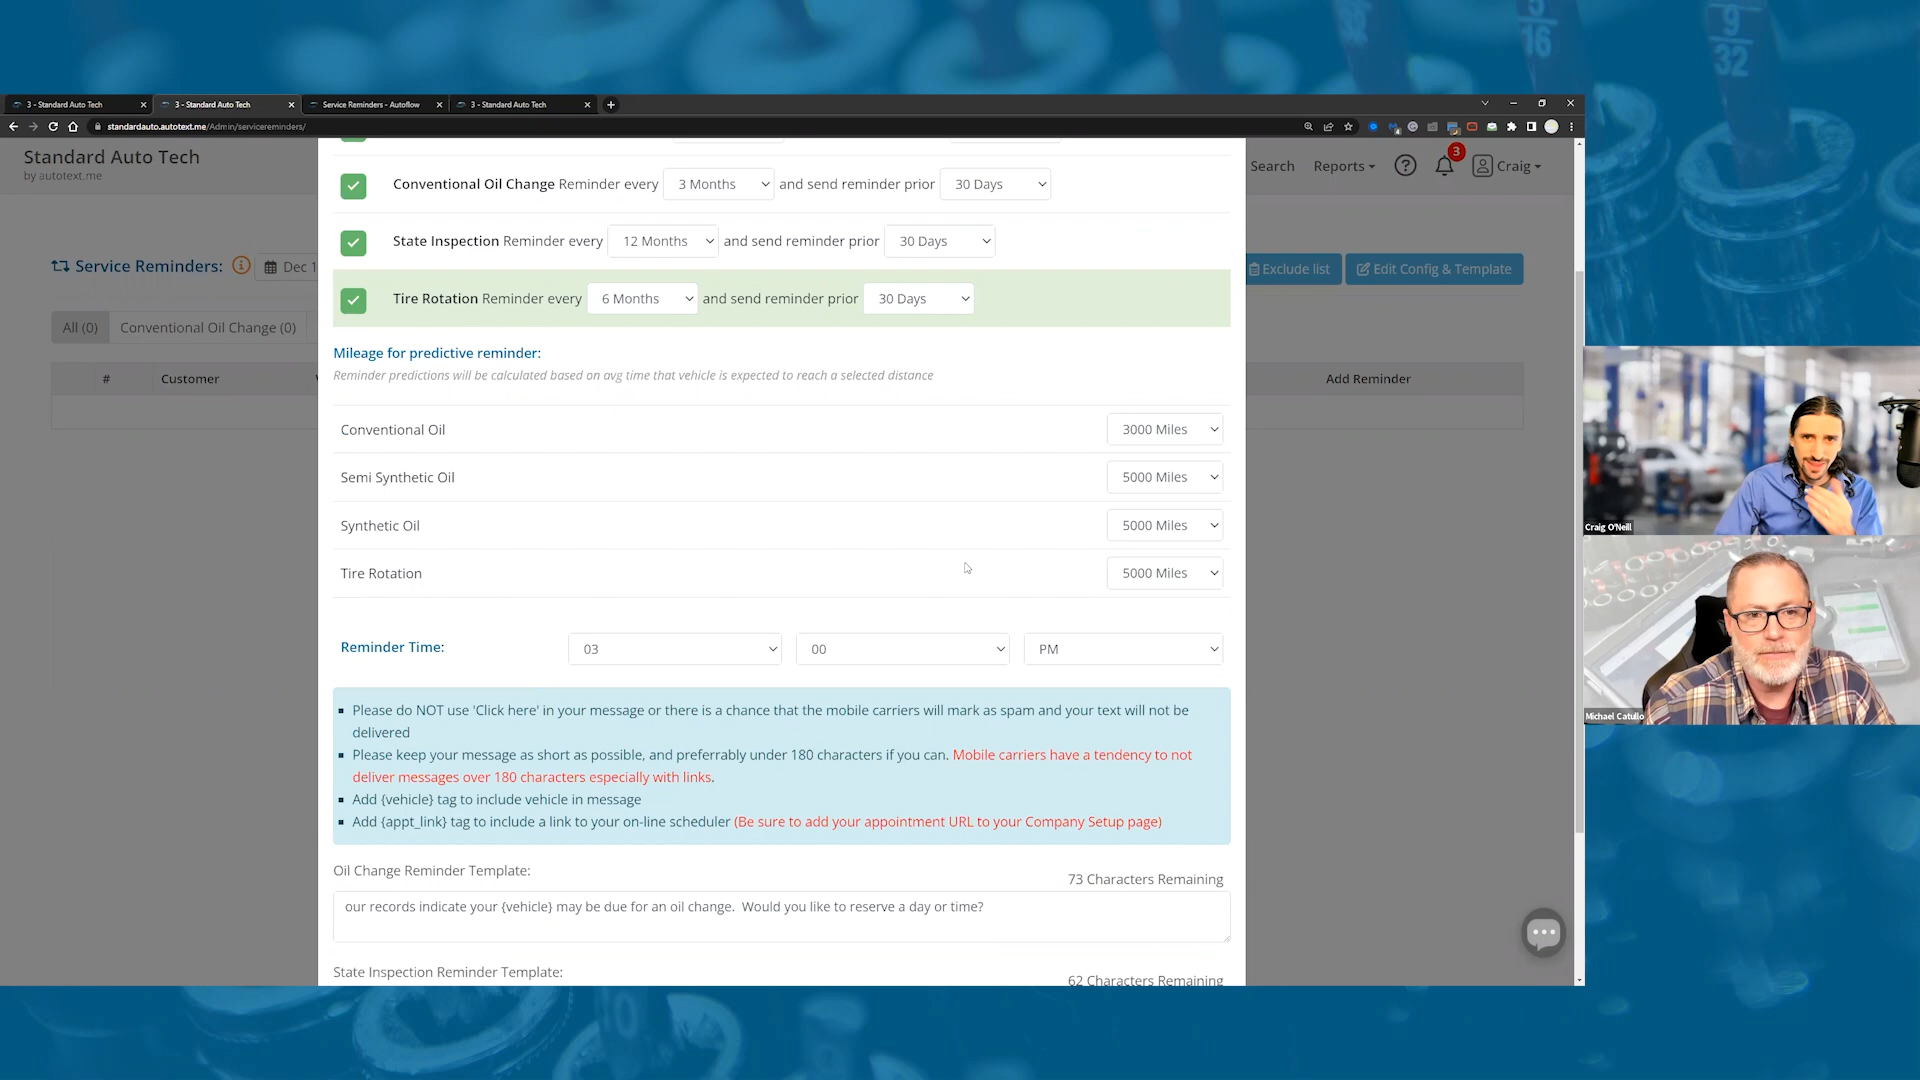 5
16
9
32
3 - Standard Auto Tech
3 - Standard Auto Tech
Service Reminders - Autoflow
3 - Standard Auto Tech
standardauto.autotext.me/Admin/servicereminders/
Standard Auto Tech
by autotext.me
Search
Reports
3
Craig
Conventional Oil Change Reminder every 3 Months and send reminder prior 30 Days
State Inspection Reminder every 12 Months and send reminder prior 30 Days
Service Reminders: Dec 1
Exclude list
Edit Config & Template
Tire Rotation Reminder every 6 Months and send reminder prior 30 Days
All (0) Conventional Oil Change (0)
# Customer
Add Reminder
Mileage for predictive reminder:
Reminder predictions will be calculated based on avg time that vehicle is expected to reach a selected distance
Conventional Oil 3000 Miles
Semi Synthetic Oil 5000 Miles
Synthetic Oil 5000 Miles
Tire Rotation 5000 Miles
Craig O'Neill
Reminder Time: 03 00 PM
Please do NOT use 'Click here' in your message or there is a chance that the mobile carriers will mark as spam and your text will not be
delivered
Please keep your message as short as possible, and preferrably under 180 characters if you can. Mobile carriers have a tendency to not
deliver messages over 180 characters especially with links.
Add {vehicle} tag to include vehicle in message
Add {appt_link} tag to include a link to your on-line scheduler (Be sure to add your appointment URL to your Company Setup page)
Michael Catullo
Oil Change Reminder Template:
73 Characters Remaining
our records indicate your {vehicle} may be due for an oil change. Would you like to reserve a day or time?
State Inspection Reminder Template:
62 Characters Remaining